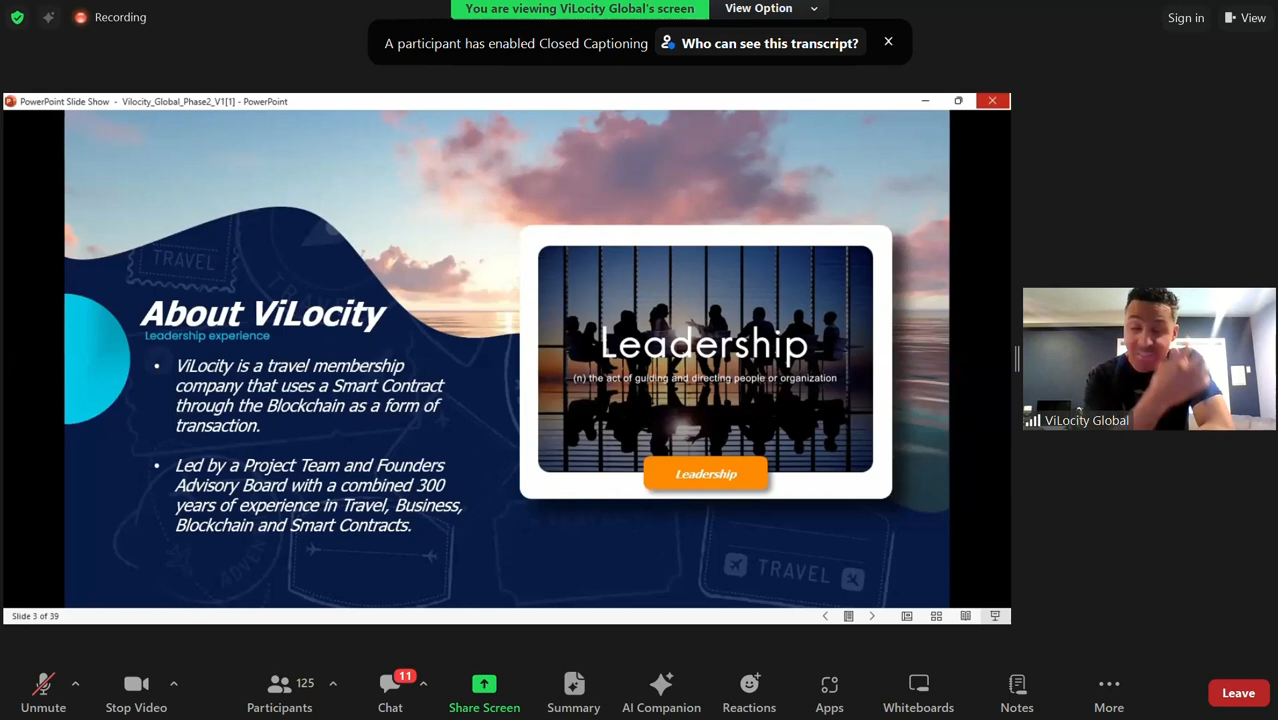 You are viewing ViLocity Global's screen
View Option
Recording
Sign in
View
A participant has enabled Closed Captioning
Who can see this transcript?
PowerPoint Slide Show - Vilocity_Global_Phase2_V1[1] - PowerPoint
TRAVEL
About ViLocity
Leadership experience
• ViLocity is a travel membership
company that uses a Smart Contract
through the Blockchain as a form of
transaction.
• Led by a Project Team and Founders
Advisory Board with a combined 300
years of experience in Travel, Business,
Blockchain and Smart Contracts.
Leadership
(n) the act of guiding and directing people or organization
Leadership
TRAVEL
ViLocity Global
Slide 3 of 39
11
125
Unmute
Stop Video
Participants
Chat
Share Screen
Summary
AI Companion
Reactions
Apps
Whiteboards
Notes
More
Leave